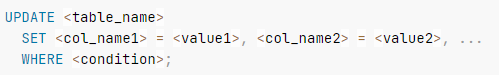 UPDATE <table_name>
SET <col_name1> = <value1>, <col_name2> = <value2>, ...
WHERE <condition>;